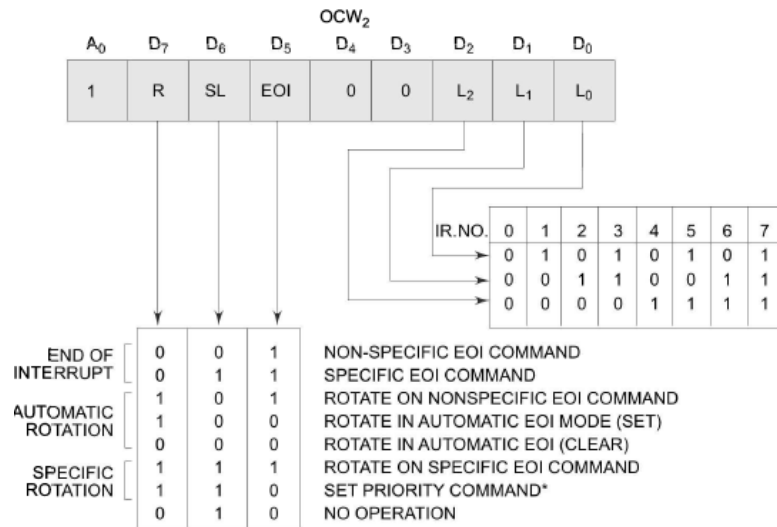 OCW2
A0 D7 D6 D5 D4 D3 D2 D1 D0
1 R SL EOI 0 0 L2 L1 L0
IR.NO. 0 1 2 3 4 5 6 7
0 1 0 1 0 1 0 1
0 0 1 1 0 0 1 1
0 0 0 0 1 1 1 1
END OF INTERRUPT
0 0 1 NON-SPECIFIC EOI COMMAND
0 1 1 SPECIFIC EOI COMMAND
AUTOMATIC ROTATION
1 0 1 ROTATE ON NONSPECIFIC EOI COMMAND
1 0 0 ROTATE IN AUTOMATIC EOI MODE (SET)
0 0 0 ROTATE IN AUTOMATIC EOI (CLEAR)
SPECIFIC ROTATION
1 1 1 ROTATE ON SPECIFIC EOI COMMAND
1 1 0 SET PRIORITY COMMAND*
0 1 0 NO OPERATION